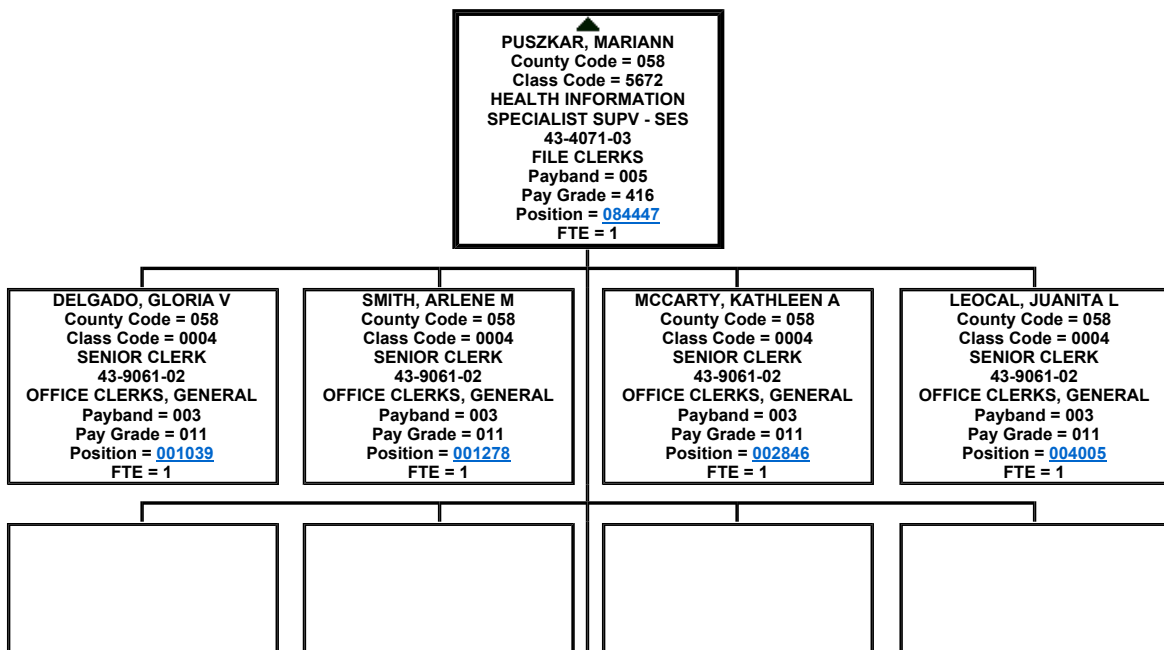 PUSZKAR, MARIANN
County Code = 058
Class Code = 5672
HEALTH INFORMATION
SPECIALIST SUPV - SES
43-4071-03
FILE CLERKS
Payband = 005
Pay Grade = 416
Position = 084447
FTE = 1
DELGADO, GLORIA V
County Code = 058
Class Code = 0004
SENIOR CLERK
43-9061-02
OFFICE CLERKS, GENERAL
Payband = 003
Pay Grade = 011
Position = 001039
FTE = 1
SMITH, ARLENE M
County Code = 058
Class Code = 0004
SENIOR CLERK
43-9061-02
OFFICE CLERKS, GENERAL
Payband = 003
Pay Grade = 011
Position = 001278
FTE = 1
MCCARTY, KATHLEEN A
County Code = 058
Class Code = 0004
SENIOR CLERK
43-9061-02
OFFICE CLERKS, GENERAL
Payband = 003
Pay Grade = 011
Position = 002846
FTE = 1
LEOCAL, JUANITA L
County Code = 058
Class Code = 0004
SENIOR CLERK
43-9061-02
OFFICE CLERKS, GENERAL
Payband = 003
Pay Grade = 011
Position = 004005
FTE = 1